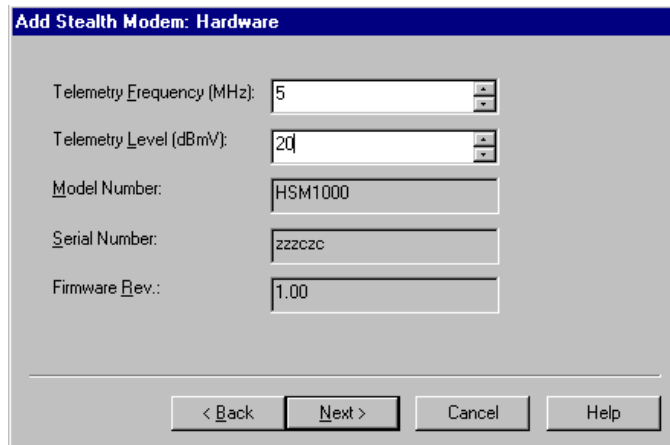 Add Stealth Modem: Hardware
Telemetry Frequency (MHz): 5
Telemetry Level (dBmV): 20
Model Number: HSM1000
Serial Number: zzzczc
Firmware Rev.: 1.00
< Back Next > Cancel Help